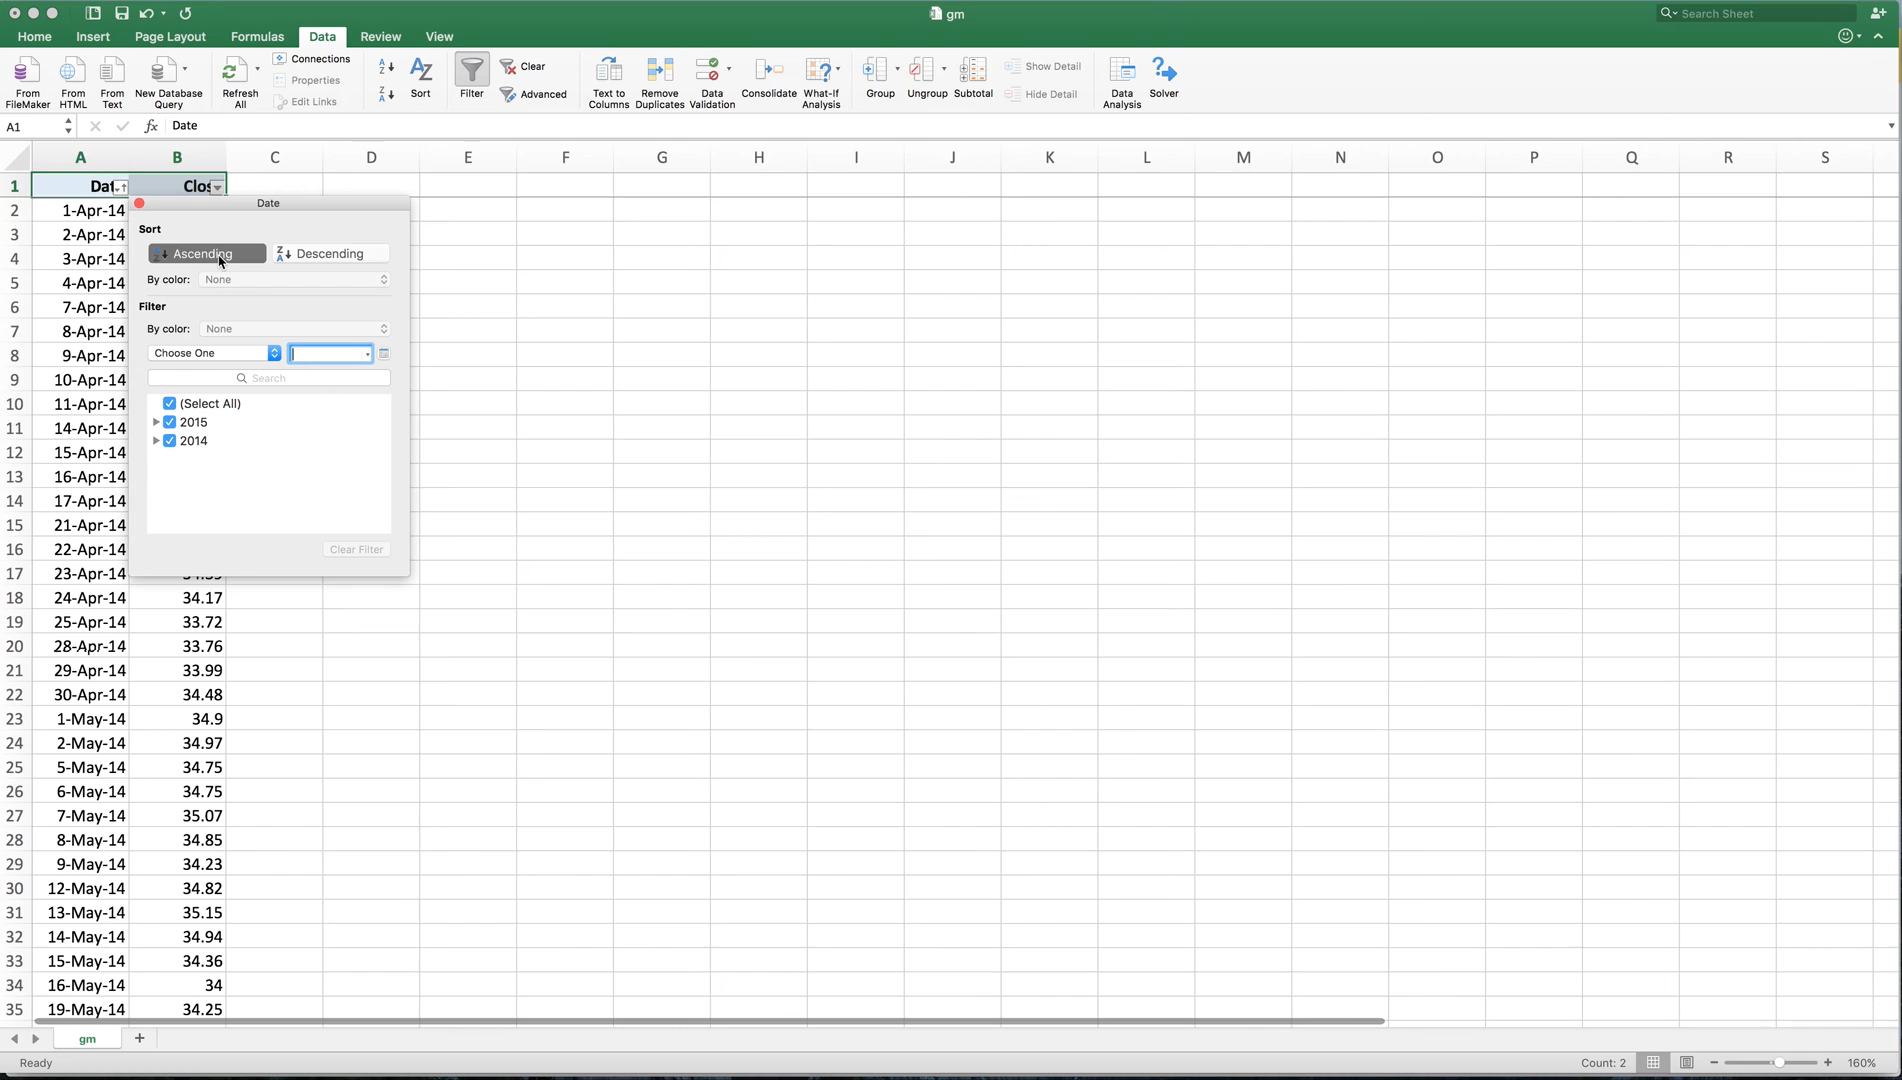 gm
Search Sheet
Home Insert Page Layout Formulas Data Review View
From FileMaker
From HTML
From Text
New Database Query
Refresh All
Connections
Properties
Edit Links
Sort
Filter
Clear
Advanced
Text to Columns
Remove Duplicates
Data Validation
Consolidate
What-If Analysis
Group
Ungroup
Subtotal
Show Detail
Hide Detail
Data Analysis
Solver
A1 fx Date
A B C D E F G H I J K L M N O P Q R S
1 Dat Clos
2 1-Apr-14
3 2-Apr-14
4 3-Apr-14
5 4-Apr-14
6 7-Apr-14
7 8-Apr-14
8 9-Apr-14
9 10-Apr-14
10 11-Apr-14
11 14-Apr-14
12 15-Apr-14
13 16-Apr-14
14 17-Apr-14
15 21-Apr-14
16 22-Apr-14
17 23-Apr-14
18 24-Apr-14 34.17
19 25-Apr-14 33.72
20 28-Apr-14 33.76
21 29-Apr-14 33.99
22 30-Apr-14 34.48
23 1-May-14 34.9
24 2-May-14 34.97
25 5-May-14 34.75
26 6-May-14 34.75
27 7-May-14 35.07
28 8-May-14 34.85
29 9-May-14 34.23
30 12-May-14 34.82
31 13-May-14 35.15
32 14-May-14 34.94
33 15-May-14 34.36
34 16-May-14 34
35 19-May-14 34.25
Date
Sort
Ascending Descending
By color: None
Filter
By color: None
Choose One
Search
(Select All)
2015
2014
Clear Filter
gm
Ready Count: 2 160%